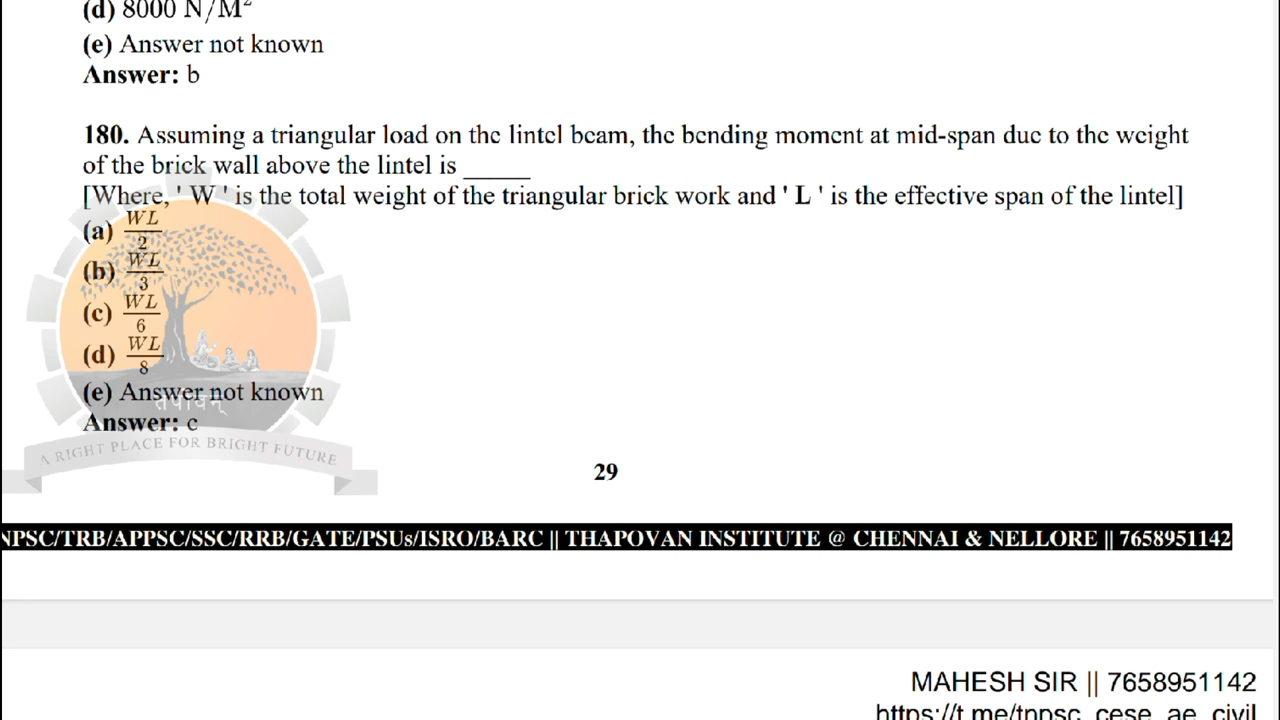 (d) 8000 N/M²
(e) Answer not known
Answer: b
180. Assuming a triangular load on the lintel beam, the bending moment at mid-span due to the weight
of the brick wall above the lintel is _____
[Where, ' W ' is the total weight of the triangular brick work and ' L ' is the effective span of the lintel]
(a) WL/2
(b) WL/3
(c) WL/6
(d) WL/8
(e) Answer not known
तपोवन्
Answer: c
A RIGHT PLACE FOR BRIGHT FUTURE
29
NPSC/TRB/APPSC/SSC/RRB/GATE/PSUs/ISRO/BARC || THAPOVAN INSTITUTE @ CHENNAI & NELLORE || 7658951142
MAHESH SIR || 7658951142
https://t.me/tnpsc_cese_ae_civil